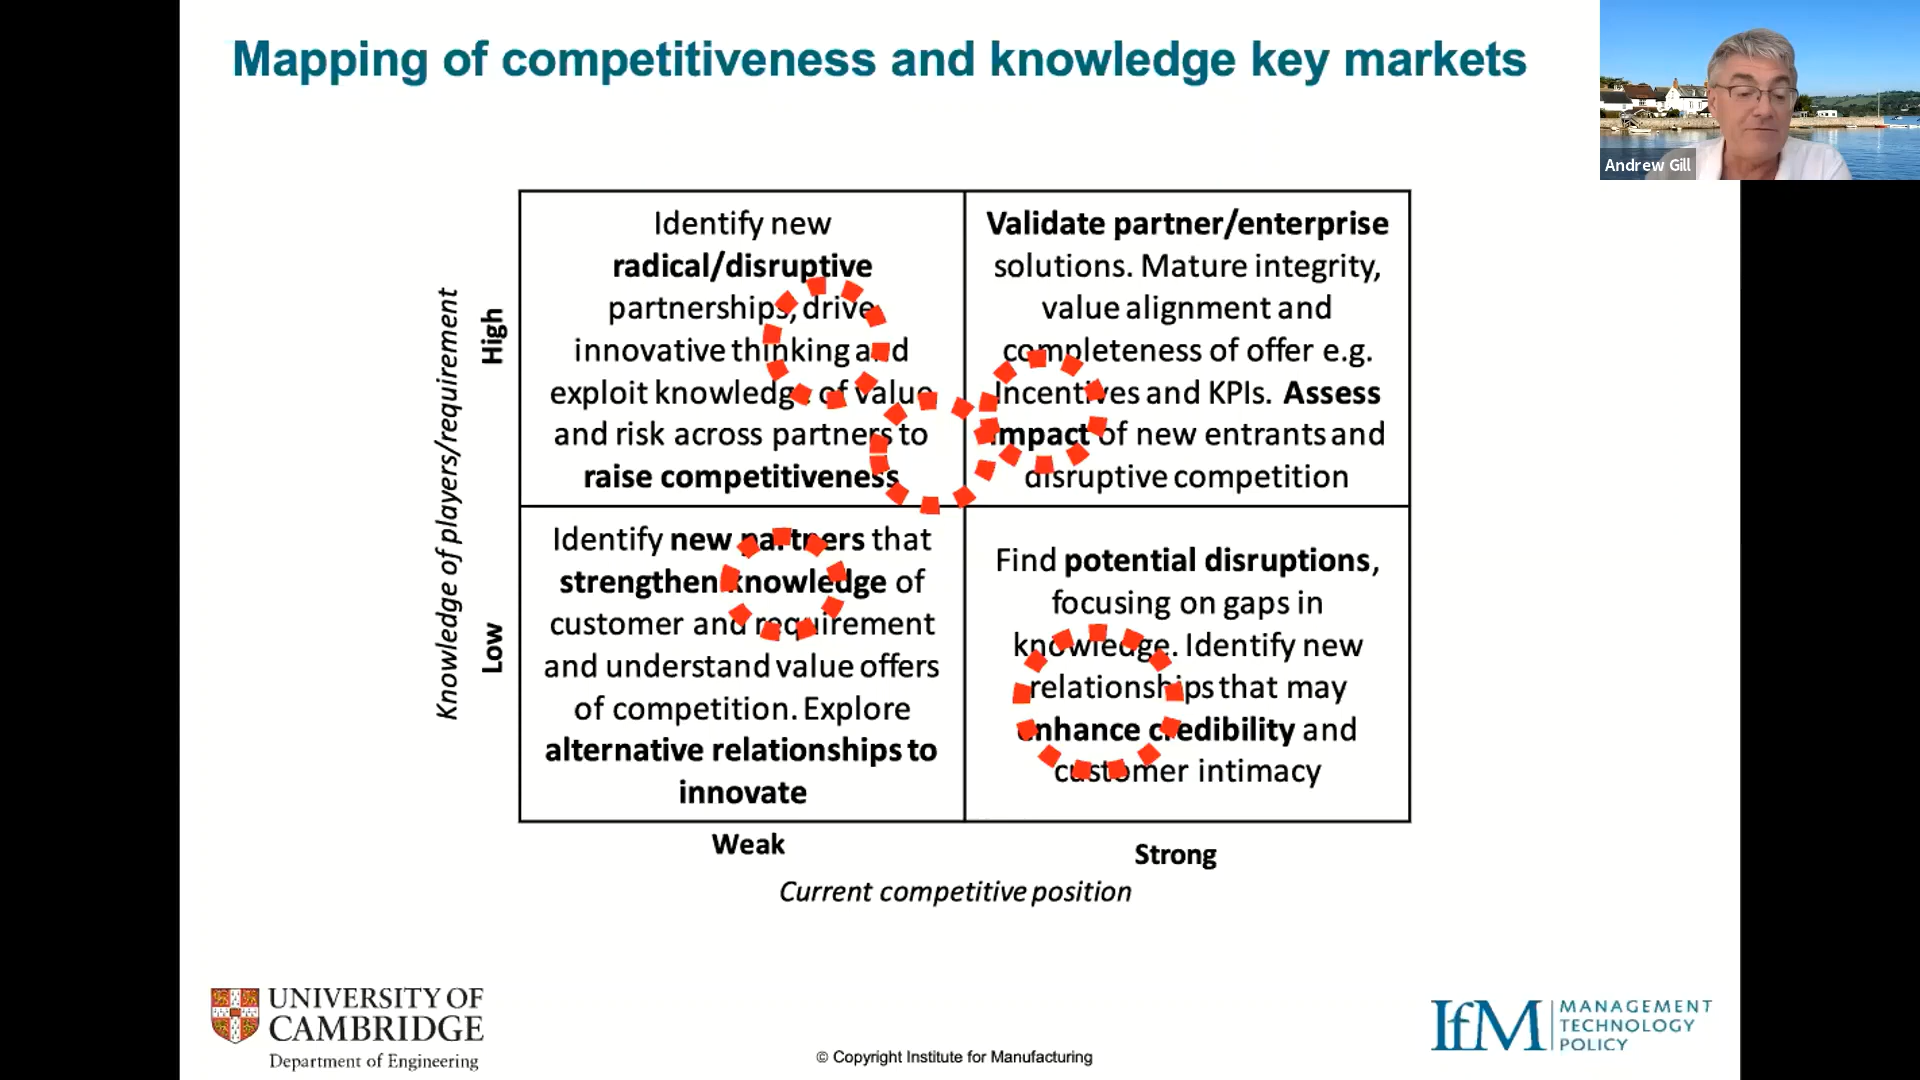 Mapping of competitiveness and knowledge key markets
Andrew Gill
Knowledge of players/requirement
High
Low
Identify new
radical/disruptive
partnerships, drive
innovative thinking and
exploit knowledge of value
and risk across partners to
raise competitiveness
Validate partner/enterprise
solutions. Mature integrity,
value alignment and
completeness of offer e.g.
Incentives and KPIs. Assess
impact of new entrants and
disruptive competition
Identify new partners that
strengthen knowledge of
customer and requirement
and understand value offers
of competition. Explore
alternative relationships to
innovate
Find potential disruptions,
focusing on gaps in
knowledge. Identify new
relationships that may
enhance credibility and
customer intimacy
Weak
Strong
Current competitive position
UNIVERSITY OF
CAMBRIDGE
Department of Engineering
© Copyright Institute for Manufacturing
IfM
MANAGEMENT
TECHNOLOGY
POLICY